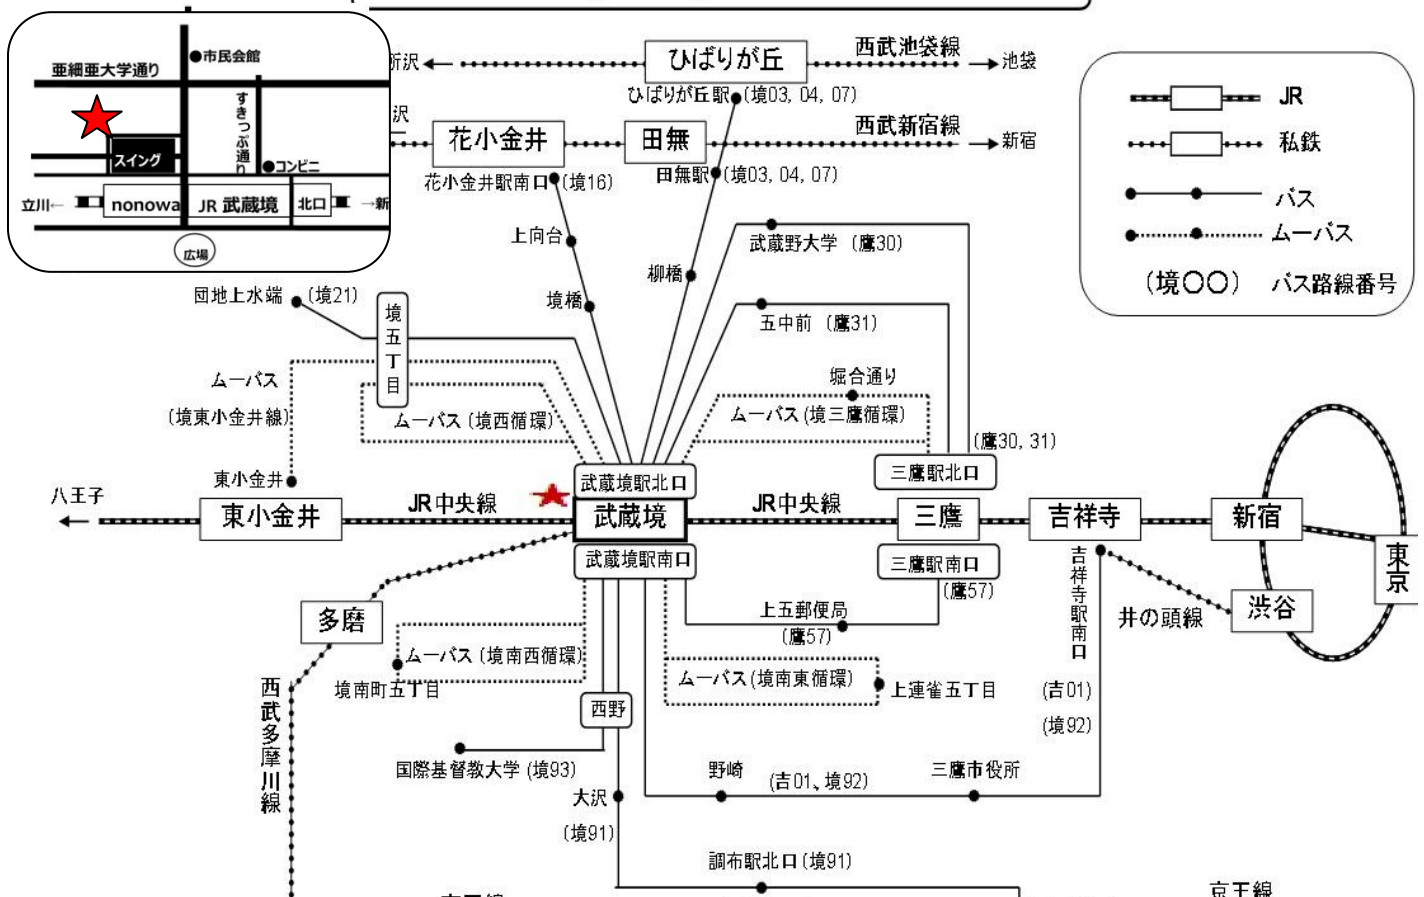 市民会館
亜細亜大学通り
すきっぷ通り
スイング
コンビニ
立川←
nonowa
JR 武蔵境
北口
→新
広場
所沢
ひばりが丘
西武池袋線
池袋
ひばりが丘駅
(境03, 04, 07)
沢
花小金井
田無
西武新宿線
新宿
花小金井駅南口
(境16)
田無駅
(境03, 04, 07)
JR
私鉄
バス
ムーバス
(境〇〇)
バス路線番号
上向台
武蔵野大学 (鷹30)
柳橋
団地上水端
(境21)
境五丁目
境橋
五中前 (鷹31)
ムーバス
(境東小金井線)
ムーバス (境西循環)
堀合通り
ムーバス (境三鷹循環)
(鷹30, 31)
東小金井
武蔵境駅北口
三鷹駅北口
八王子
東小金井
JR中央線
武蔵境
JR中央線
三鷹
吉祥寺
新宿
東京
武蔵境駅南口
三鷹駅南口
(鷹57)
吉祥寺駅南口
井の頭線
渋谷
多磨
上五郵便局
(鷹57)
ムーバス (境南西循環)
境南町五丁目
ムーバス (境南東循環)
上連雀五丁目
(吉01)
(境92)
西武多摩川線
西野
国際基督教大学 (境93)
野崎
(吉01、境92)
三鷹市役所
大沢
(境91)
調布駅北口 (境91)
京王線